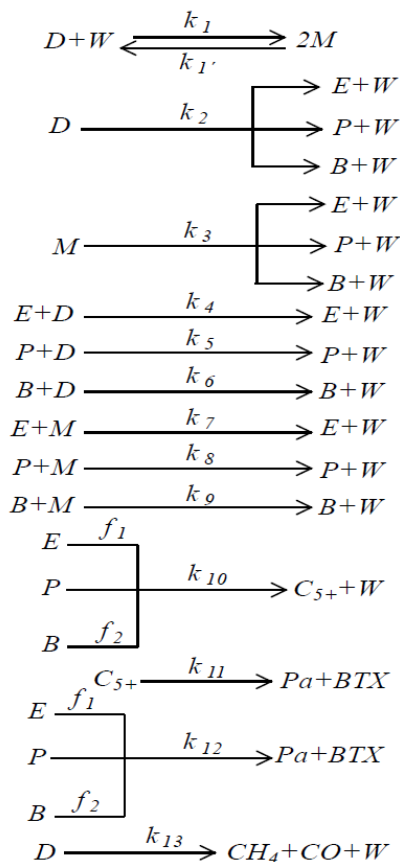 k₁
D+W 2M
k₁′
E+W
D k₂ P+W
B+W
E+W
M k₃ P+W
B+W
E+D k₄ E+W
P+D k₅ P+W
B+D k₆ B+W
E+M k₇ E+W
P+M k₈ P+W
B+M k₉ B+W
E f₁
P k₁₀ C₅₊+W
B f₂
C₅₊ k₁₁ Pa+BTX
E f₁
P k₁₂ Pa+BTX
B f₂
D k₁₃ CH₄+CO+W